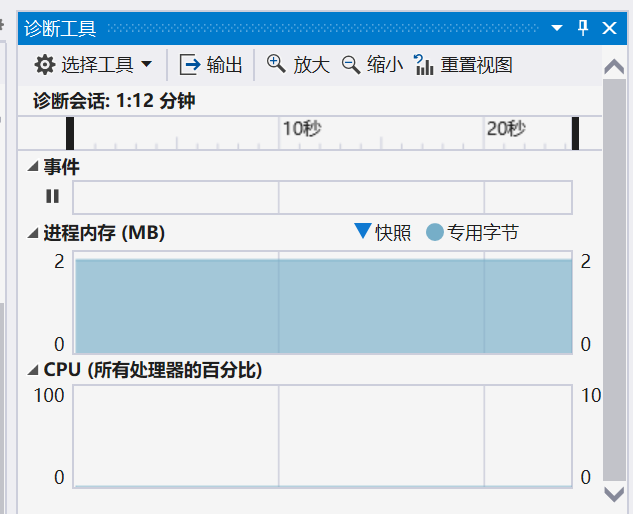 诊断工具
选择工具 输出 放大 缩小 重置视图
诊断会话: 1:12 分钟
10秒 20秒
事件
进程内存 (MB) 快照 专用字节
2 2
0 0
CPU (所有处理器的百分比)
100 10
0 0